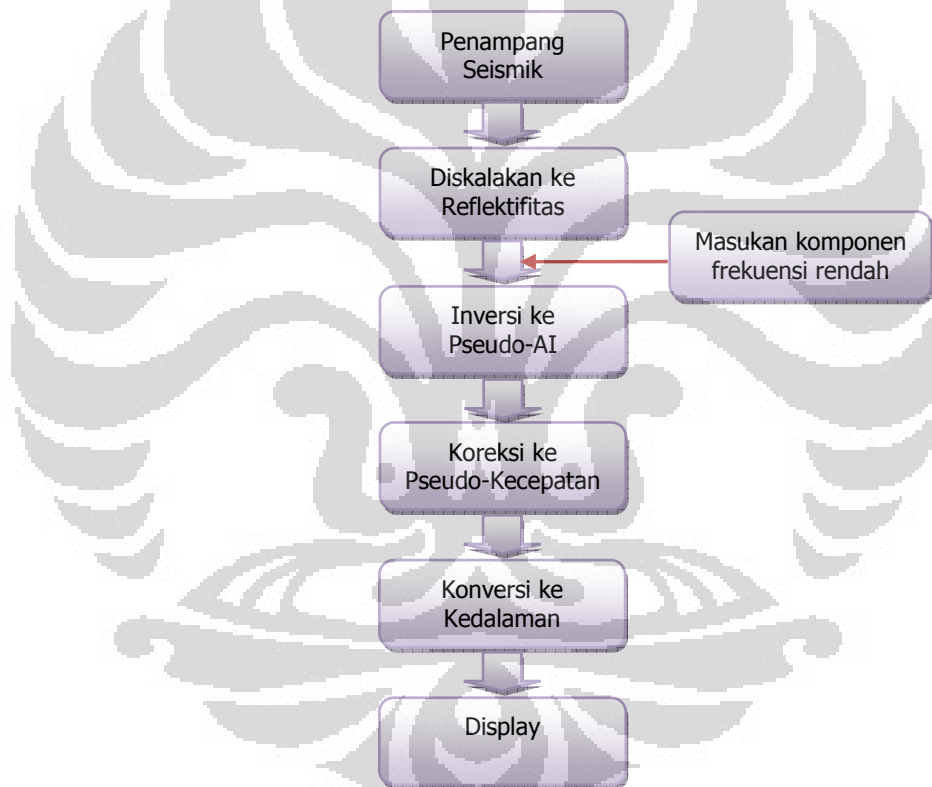 Penampang
Seismik
Diskalakan ke
Reflektifitas
Masukan komponen
frekuensi rendah
Inversi ke
Pseudo-AI
Koreksi ke
Pseudo-Kecepatan
Konversi ke
Kedalaman
Display